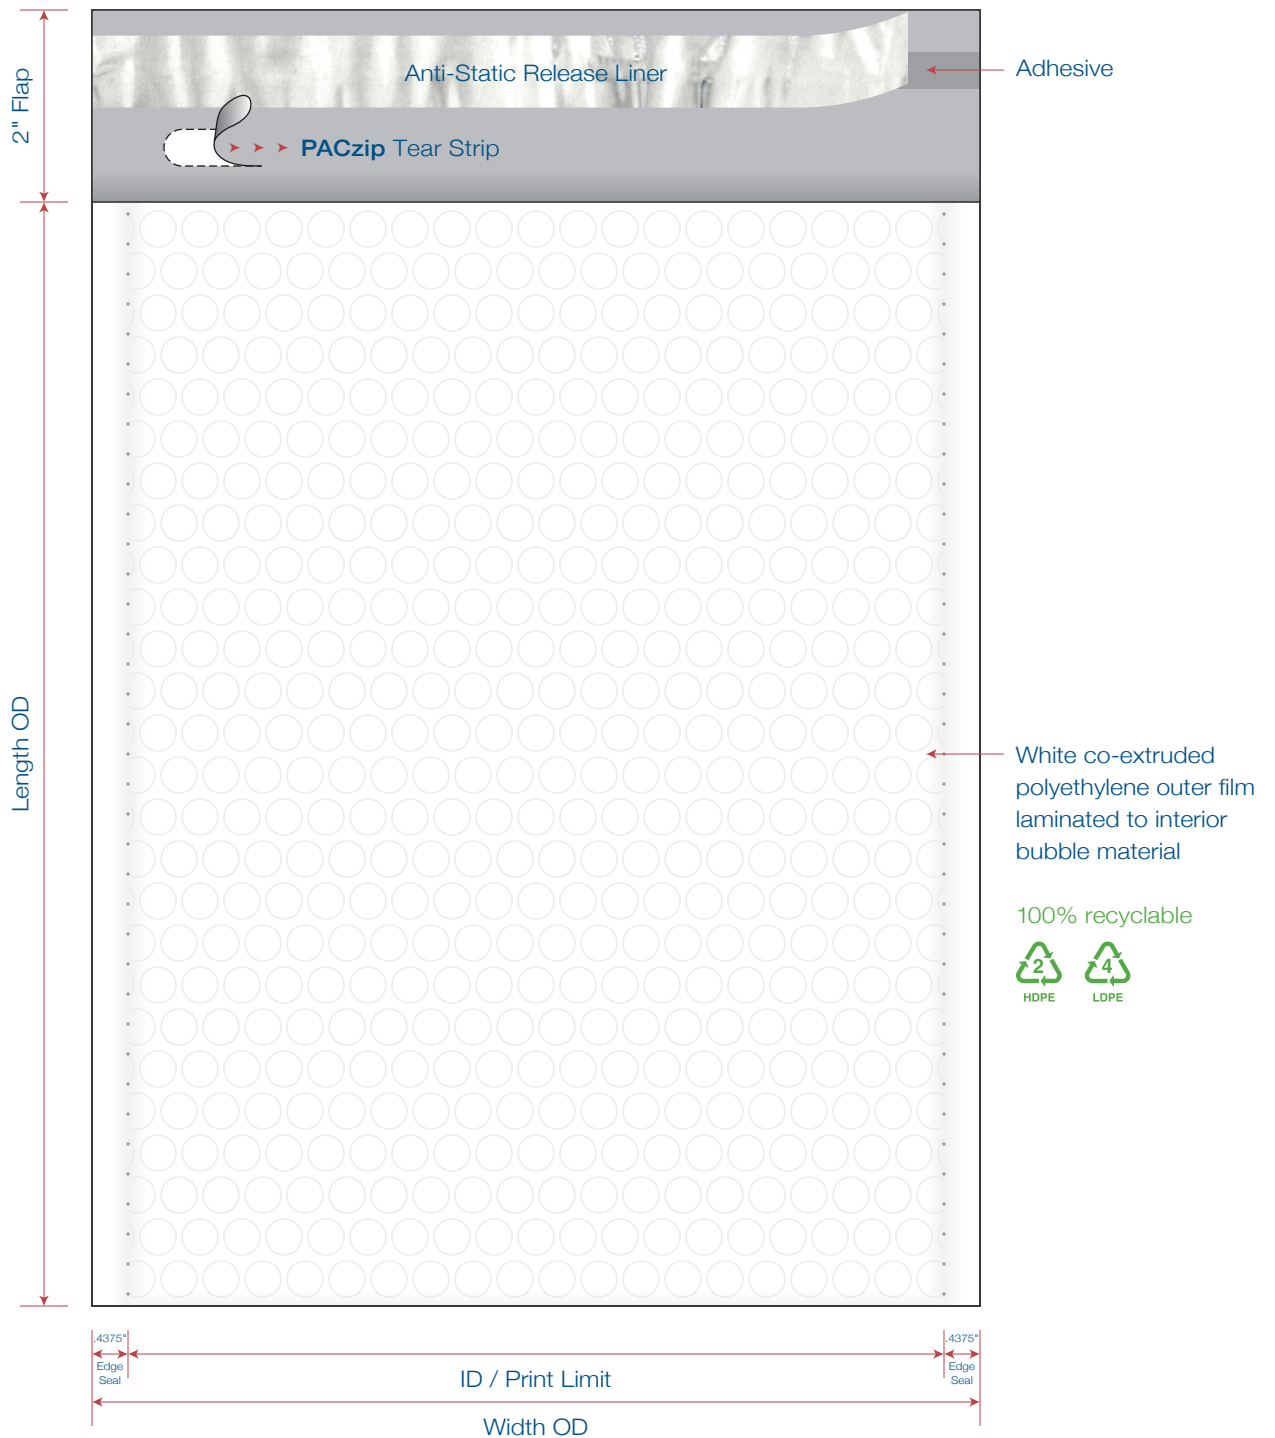 2" Flap
Anti-Static Release Liner
Adhesive
PACzip Tear Strip
Length OD
White co-extruded
polyethylene outer film
laminated to interior
bubble material
100% recyclable
2
4
HDPE
LDPE
.4375"
Edge
Seal
.4375"
Edge
Seal
ID / Print Limit
Width OD